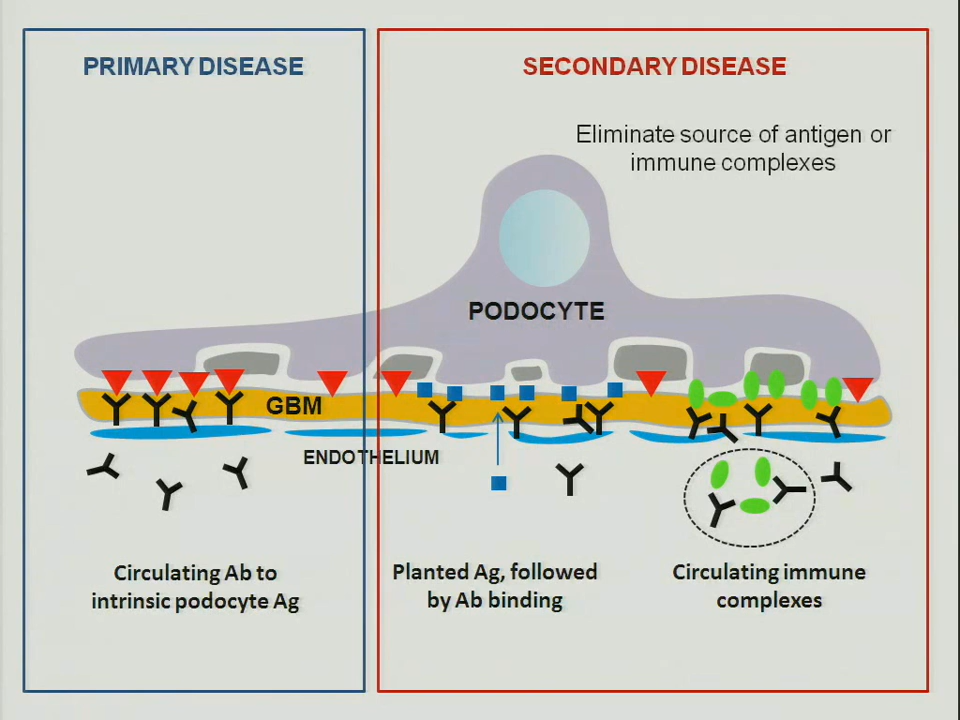 PRIMARY DISEASE
SECONDARY DISEASE
Eliminate source of antigen or
immune complexes
PODOCYTE
GBM
ENDOTHELIUM
Circulating Ab to
intrinsic podocyte Ag
Planted Ag, followed
by Ab binding
Circulating immune
complexes